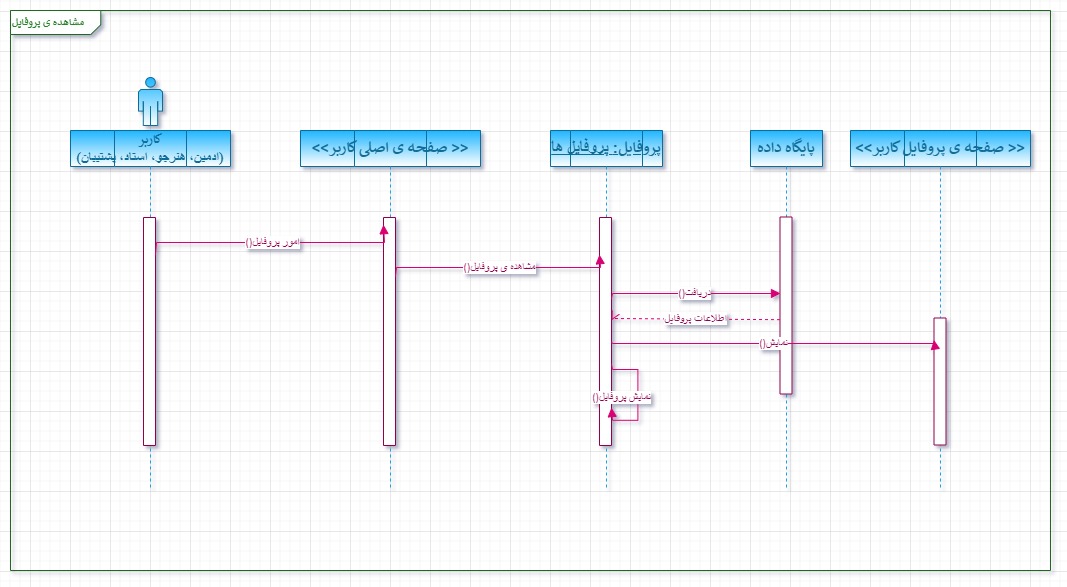 مشاهده ی پروفایل
کاربر
(ادمین، هنرجو، استاد، پشتیبان)
<< صفحه ی اصلی کاربر>>
پروفایل: پروفایل ها
پایگاه داده
<< صفحه ی پروفایل کاربر>>
امور پروفایل()
مشاهده ی پروفایل()
دریافت()
طلاعات پروفایل
نمایش()
نمایش پروفایل()